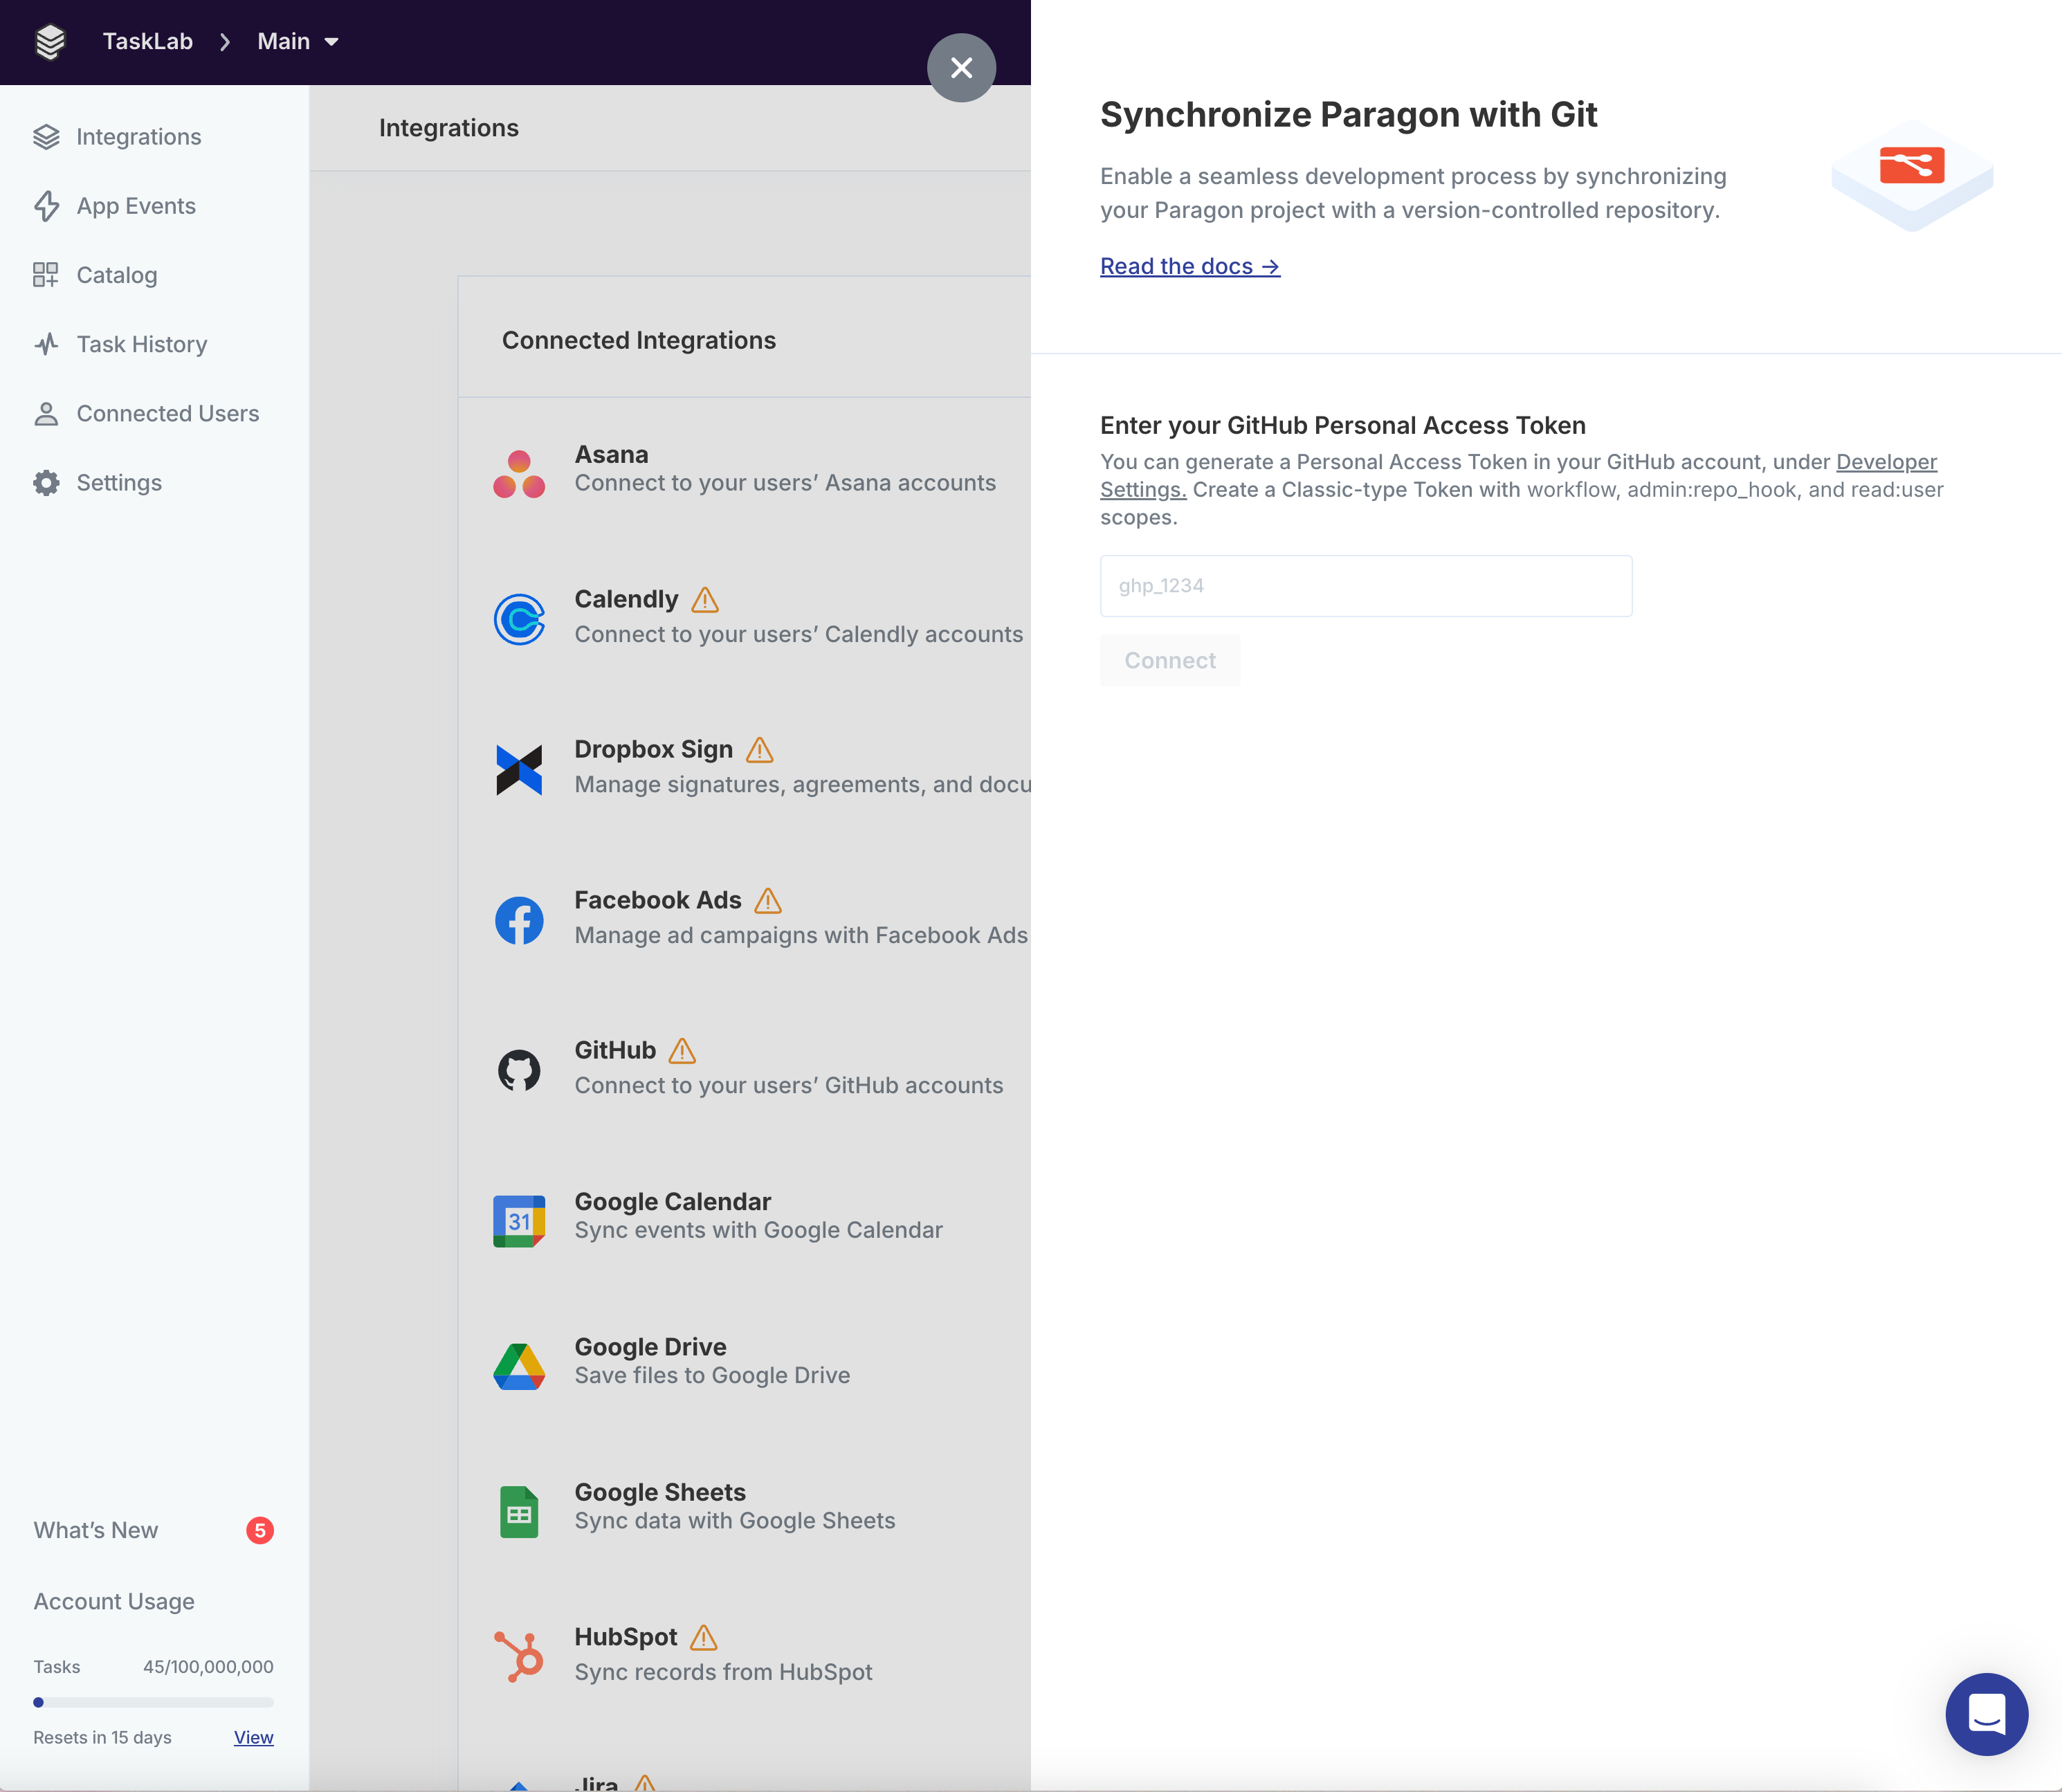 TaskLab
Main
Integrations
App Events
Catalog
Task History
Connected Users
Settings
What’s New
5
Account Usage
Tasks 45/100,000,000
Resets in 15 days View
Integrations
Connected Integrations
Asana
Connect to your users’ Asana accounts
Calendly
Connect to your users’ Calendly accounts
Dropbox Sign
Manage signatures, agreements, and docu
Facebook Ads
Manage ad campaigns with Facebook Ads
GitHub
Connect to your users’ GitHub accounts
31
Google Calendar
Sync events with Google Calendar
Google Drive
Save files to Google Drive
Google Sheets
Sync data with Google Sheets
HubSpot
Sync records from HubSpot
Jira
Synchronize Paragon with Git
Enable a seamless development process by synchronizing
your Paragon project with a version-controlled repository.
Read the docs →
Enter your GitHub Personal Access Token
You can generate a Personal Access Token in your GitHub account, under Developer
Settings. Create a Classic-type Token with workflow, admin:repo_hook, and read:user
scopes.
ghp_1234
Connect